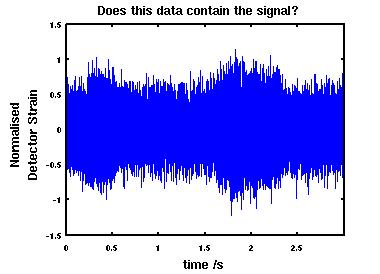 Does this data contain the signal?
1.5
1
0.5
0
-0.5
-1
-1.5
Normalised
Detector Strain
0 0.5 1 1.5 2 2.5
time /s